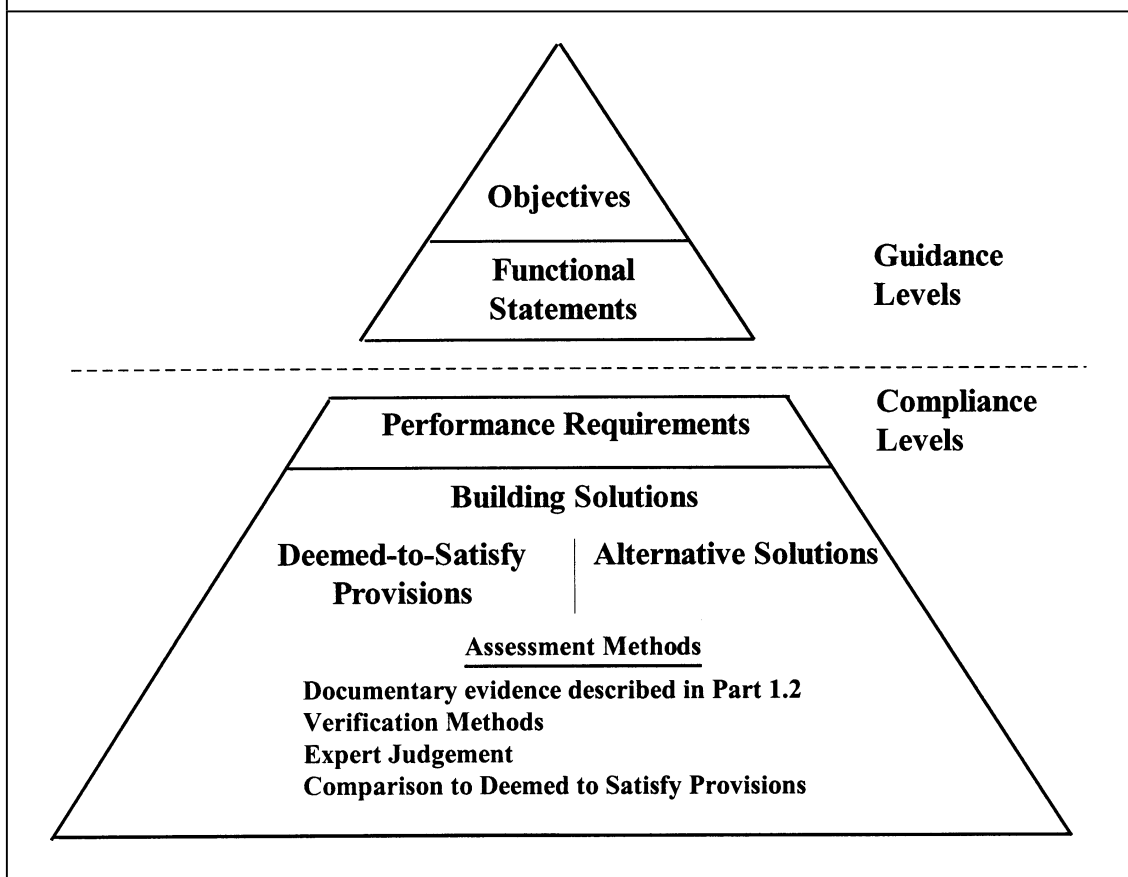 Objectives
Functional
Statements
Guidance
Levels
Compliance
Levels
Performance Requirements
Building Solutions
Deemed-to-Satisfy
Provisions
Alternative Solutions
Assessment Methods
Documentary evidence described in Part 1.2
Verification Methods
Expert Judgement
Comparison to Deemed to Satisfy Provisions